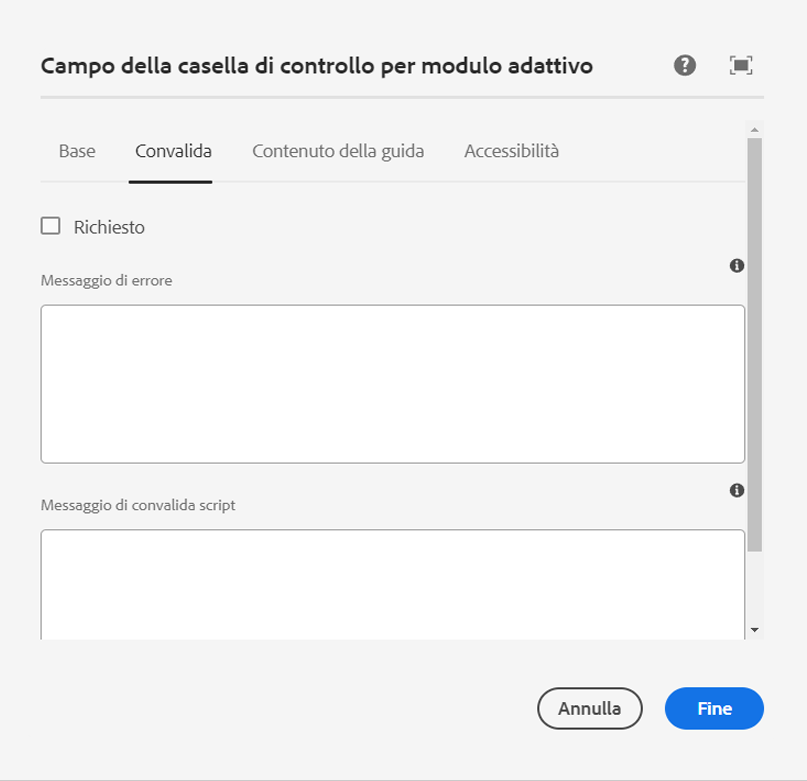 Campo della casella di controllo per modulo adattivo
Base Convalida Contenuto della guida Accessibilità
Richiesto
Messaggio di errore
Messaggio di convalida script
Annulla Fine